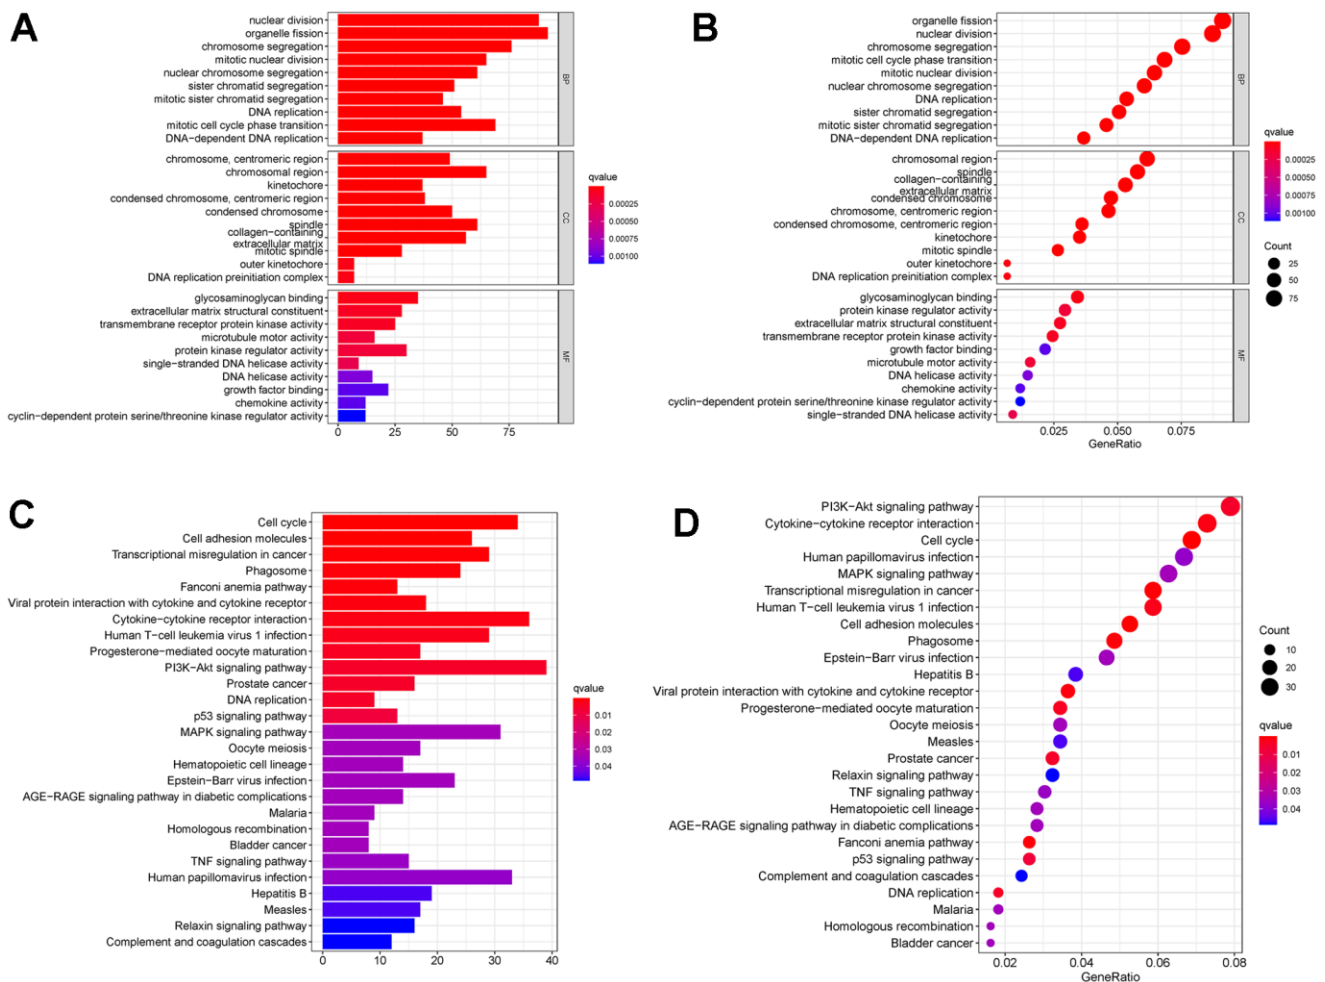 A
nuclear division
organelle fission
chromosome segregation
mitotic nuclear division
nuclear chromosome segregation
sister chromatid segregation
mitotic sister chromatid segregation
DNA replication
mitotic cell cycle phase transition
DNA-dependent DNA replication
BP
chromosome, centromeric region
chromosomal region
kinetochore
condensed chromosome, centromeric region
condensed chromosome
spindle
collagen-containing
extracellular matrix
mitotic spindle
outer kinetochore
DNA replication preinitiation complex
CC
glycosaminoglycan binding
extracellular matrix structural constituent
transmembrane receptor protein kinase activity
microtubule motor activity
protein kinase regulator activity
single-stranded DNA helicase activity
DNA helicase activity
growth factor binding
chemokine activity
cyclin-dependent protein serine/threonine kinase regulator activity
MF
0 25 50 75
qvalue
0.00025
0.00050
0.00075
0.00100
B
organelle fission
nuclear division
chromosome segregation
mitotic cell cycle phase transition
mitotic nuclear division
nuclear chromosome segregation
DNA replication
sister chromatid segregation
mitotic sister chromatid segregation
DNA-dependent DNA replication
BP
chromosomal region
spindle
collagen-containing
extracellular matrix
condensed chromosome
chromosome, centromeric region
condensed chromosome, centromeric region
kinetochore
mitotic spindle
outer kinetochore
DNA replication preinitiation complex
CC
glycosaminoglycan binding
protein kinase regulator activity
extracellular matrix structural constituent
transmembrane receptor protein kinase activity
growth factor binding
microtubule motor activity
DNA helicase activity
chemokine activity
cyclin-dependent protein serine/threonine kinase regulator activity
single-stranded DNA helicase activity
MF
0.025 0.050 0.075
GeneRatio
qvalue
0.00025
0.00050
0.00075
0.00100
Count
25
50
75
C
Cell cycle
Cell adhesion molecules
Transcriptional misregulation in cancer
Phagosome
Fanconi anemia pathway
Viral protein interaction with cytokine and cytokine receptor
Cytokine-cytokine receptor interaction
Human T-cell leukemia virus 1 infection
Progesterone-mediated oocyte maturation
PI3K-Akt signaling pathway
Prostate cancer
DNA replication
p53 signaling pathway
MAPK signaling pathway
Oocyte meiosis
Hematopoietic cell lineage
Epstein-Barr virus infection
AGE-RAGE signaling pathway in diabetic complications
Malaria
Homologous recombination
Bladder cancer
TNF signaling pathway
Human papillomavirus infection
Hepatitis B
Measles
Relaxin signaling pathway
Complement and coagulation cascades
0 10 20 30 40
qvalue
0.01
0.02
0.03
0.04
D
PI3K-Akt signaling pathway
Cytokine-cytokine receptor interaction
Cell cycle
Human papillomavirus infection
MAPK signaling pathway
Transcriptional misregulation in cancer
Human T-cell leukemia virus 1 infection
Cell adhesion molecules
Phagosome
Epstein-Barr virus infection
Hepatitis B
Viral protein interaction with cytokine and cytokine receptor
Progesterone-mediated oocyte maturation
Oocyte meiosis
Measles
Prostate cancer
Relaxin signaling pathway
TNF signaling pathway
Hematopoietic cell lineage
AGE-RAGE signaling pathway in diabetic complications
Fanconi anemia pathway
p53 signaling pathway
Complement and coagulation cascades
DNA replication
Malaria
Homologous recombination
Bladder cancer
0.02 0.04 0.06 0.08
GeneRatio
Count
10
20
30
qvalue
0.01
0.02
0.03
0.04